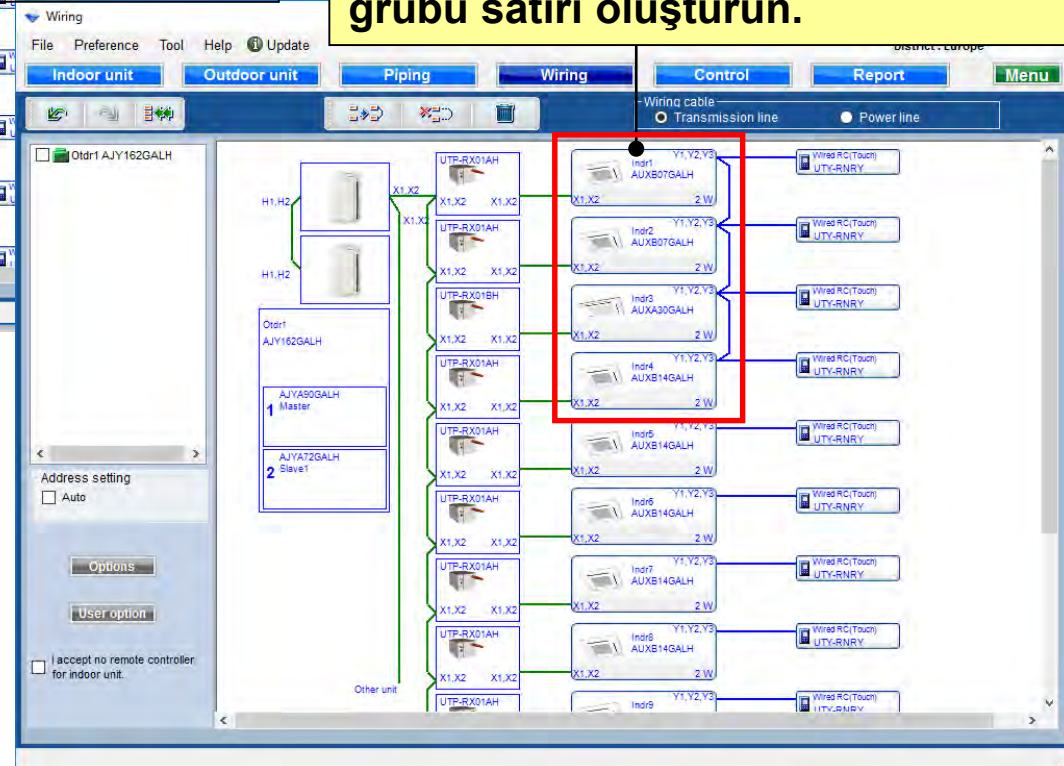 grubu satırı oluşturun.
Wiring
File Preference Tool Help Update
District : Europe
Indoor unit Outdoor unit Piping Wiring Control Report Menu
Wiring cable
Transmission line Power line
Otdr1 AJY162GALH
Address setting
Auto
Options
User option
I accept no remote controller
for indoor unit.
H1,H2
H1,H2
X1,X2
X1,X2
Otdr1
AJY162GALH
AJYA90GALH
1 Master
AJYA72GALH
2 Slave1
Other unit
UTP-RX01AH
X1,X2 X1,X2
Indr1 Y1,Y2,Y3
AUXB07GALH
X1,X2 2 W
Wired RC(Touch)
UTY-RNRY
UTP-RX01AH
X1,X2 X1,X2
Indr2 Y1,Y2,Y3
AUXB07GALH
X1,X2 2 W
Wired RC(Touch)
UTY-RNRY
UTP-RX01BH
X1,X2 X1,X2
Indr3 Y1,Y2,Y3
AUXA30GALH
X1,X2 2 W
Wired RC(Touch)
UTY-RNRY
UTP-RX01AH
X1,X2 X1,X2
Indr4 Y1,Y2,Y3
AUXB14GALH
X1,X2 2 W
Wired RC(Touch)
UTY-RNRY
UTP-RX01AH
X1,X2 X1,X2
Indr5 Y1,Y2,Y3
AUXB14GALH
X1,X2 2 W
Wired RC(Touch)
UTY-RNRY
UTP-RX01AH
X1,X2 X1,X2
Indr6 Y1,Y2,Y3
AUXB14GALH
X1,X2 2 W
Wired RC(Touch)
UTY-RNRY
UTP-RX01AH
X1,X2 X1,X2
Indr7 Y1,Y2,Y3
AUXB14GALH
X1,X2 2 W
Wired RC(Touch)
UTY-RNRY
UTP-RX01AH
X1,X2 X1,X2
Indr8 Y1,Y2,Y3
AUXB14GALH
X1,X2 2 W
Wired RC(Touch)
UTY-RNRY
UTP-RX01AH
Indr9 Y1,Y2,Y3
Wired RC(Touch)
UTY-RNRY